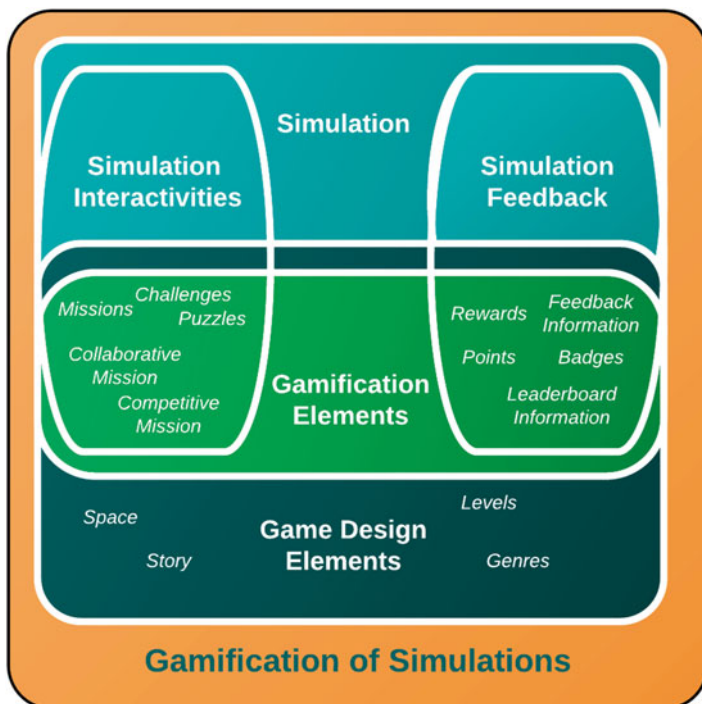 Simulation
Simulation
Interactivities
Simulation
Feedback
Missions
Challenges
Puzzles
Collaborative
Mission
Competitive
Mission
Gamification
Elements
Rewards
Feedback
Information
Points
Badges
Leaderboard
Information
Space
Story
Game Design
Elements
Levels
Genres
Gamification of Simulations